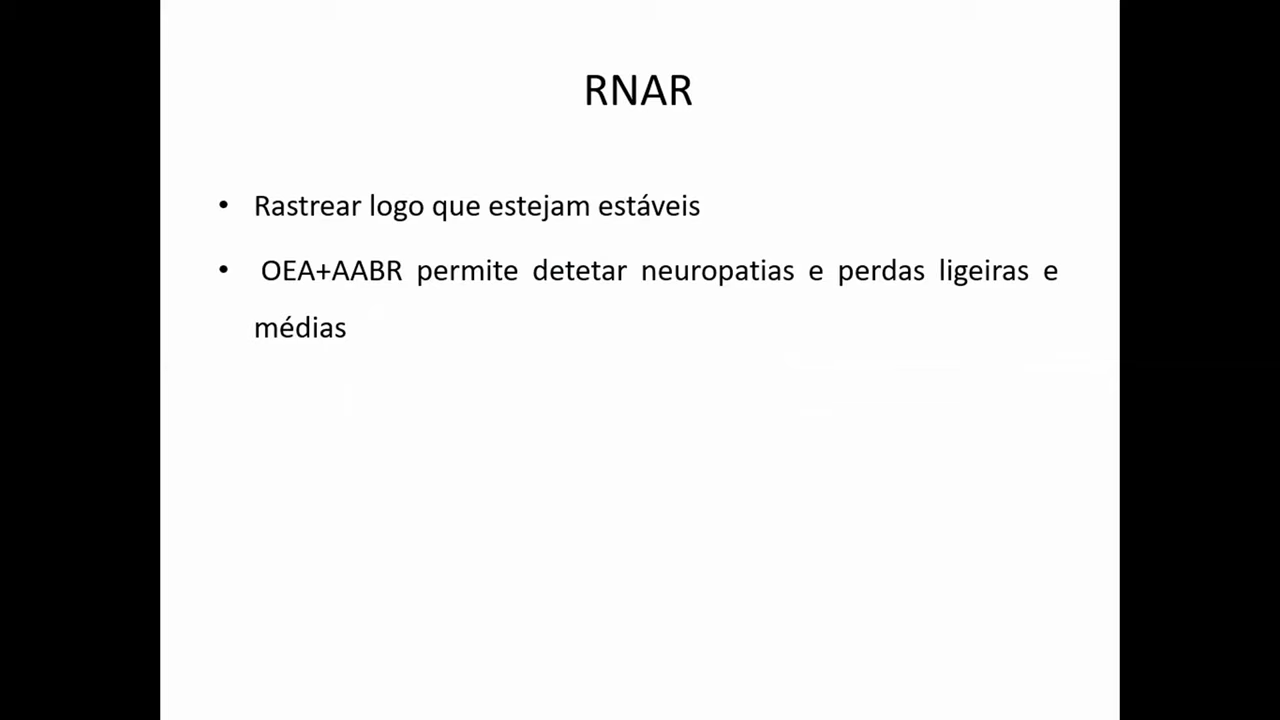 RNAR
• Rastrear logo que estejam estáveis
• OEA+AABR permite detetar neuropatias e perdas ligeiras e
médias